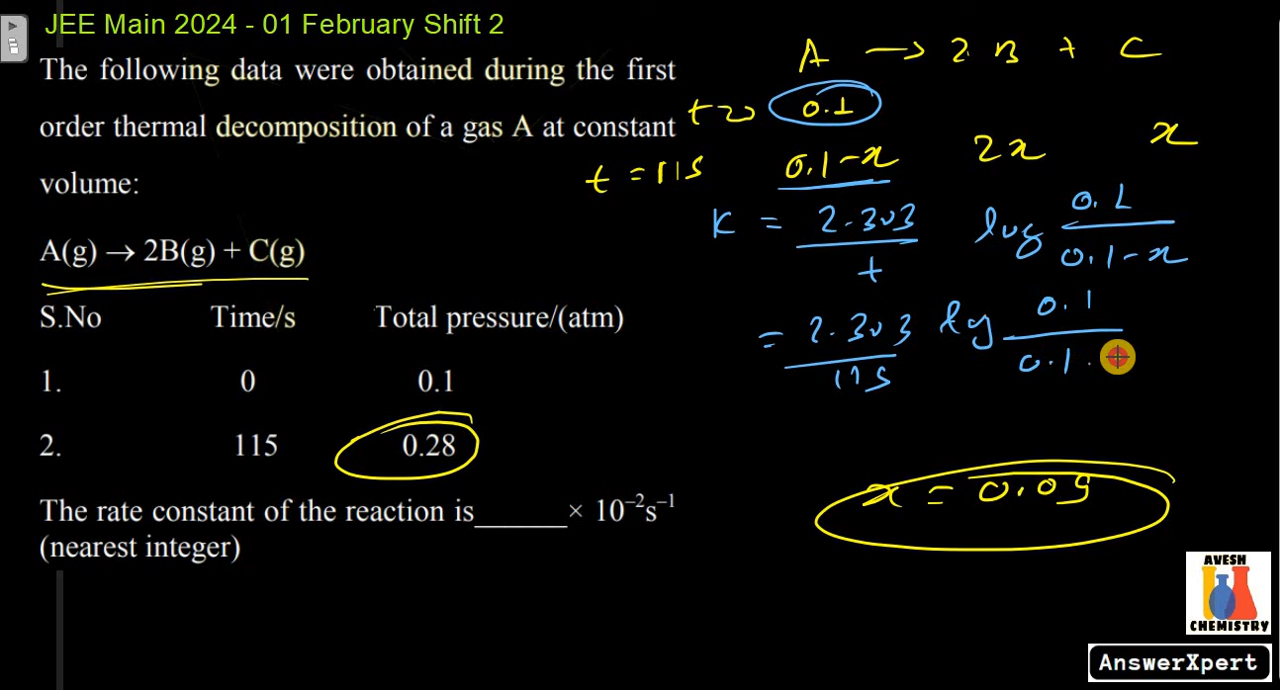 JEE Main 2024 - 01 February Shift 2
The following data were obtained during the first
order thermal decomposition of a gas A at constant
volume:
A(g) → 2B(g) + C(g)
S.No Time/s Total pressure/(atm)
1. 0 0.1
2. 115 0.28
The rate constant of the reaction is______× 10⁻²s⁻¹
(nearest integer)
A → 2 B + C
t=0 0.1
t = 115 0.1-x 2x x
K = 2.303/t log 0.1/0.1-x
= 2.303/115 log 0.1/0.1.
x = 0.09
AVESH
CHEMISTRY
AnswerXpert